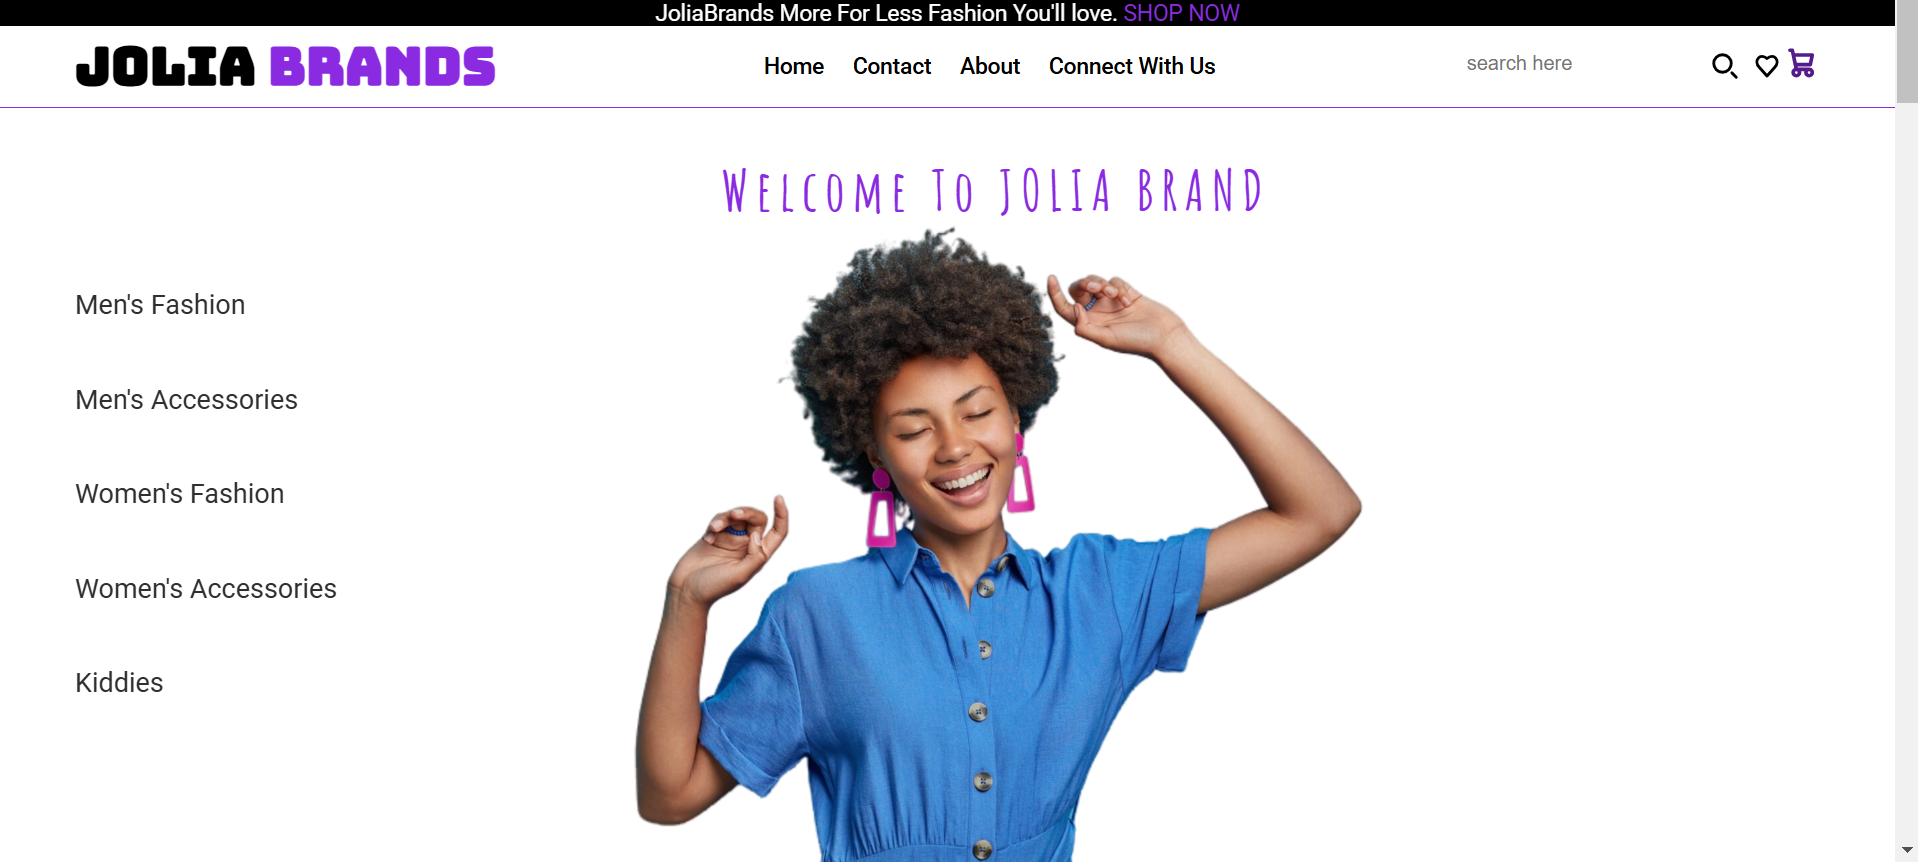 JoliaBrands More For Less Fashion You'll love. SHOP NOW
JOLIA BRANDS
Home Contact About Connect With Us
search here
Welcome To JOLIA BRAND
Men's Fashion
Men's Accessories
Women's Fashion
Women's Accessories
Kiddies